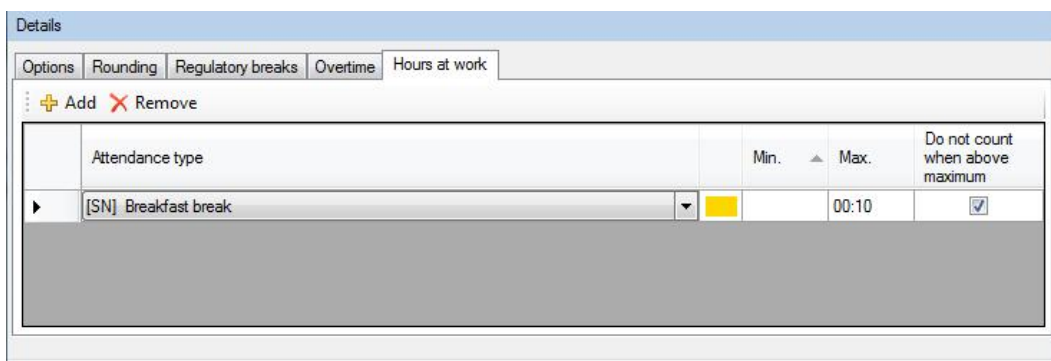 Details
Options Rounding Regulatory breaks Overtime Hours at work
Add Remove
Attendance type Min. Max. Do not count
when above
maximum
[SN] Breakfast break 00:10